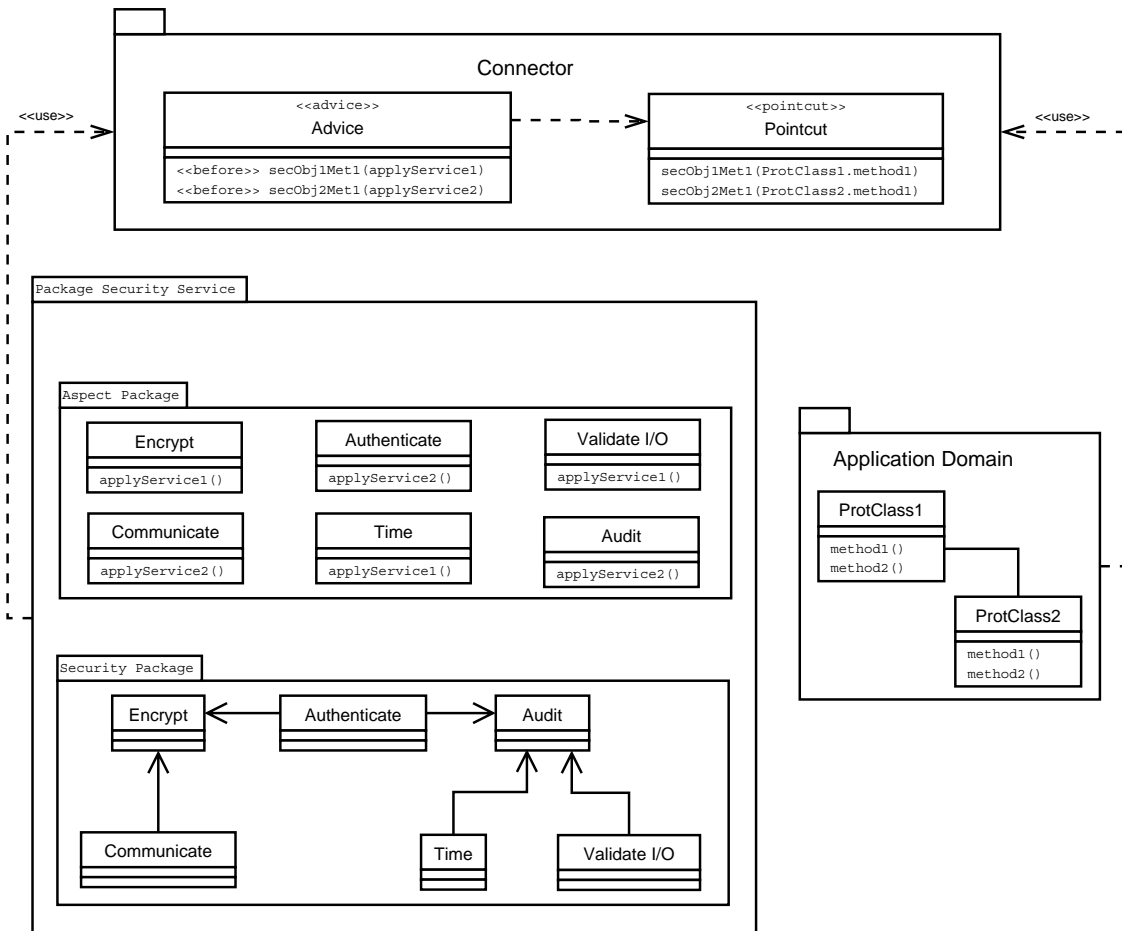 Connector
<<use>>
<<advice>>
Advice
<<before>> secObj1Met1(applyService1)
<<before>> secObj2Met1(applyService2)
<<pointcut>>
Pointcut
secObj1Met1(ProtClass1.method1)
secObj2Met1(ProtClass2.method1)
<<use>>
Package Security Service
Aspect Package
Encrypt
applyService1()
Authenticate
applyService2()
Validate I/O
applyService1()
Communicate
applyService2()
Time
applyService1()
Audit
applyService2()
Application Domain
ProtClass1
method1()
method2()
ProtClass2
method1()
method2()
Security Package
Encrypt
Authenticate
Audit
Communicate
Time
Validate I/O